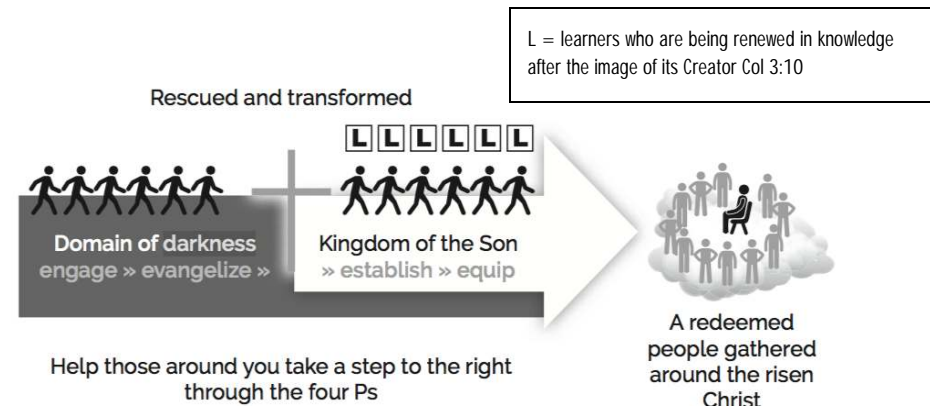 L = learners who are being renewed in knowledge
after the image of its Creator Col 3:10
Rescued and transformed
L L L L L L
Domain of darkness
engage » evangelize »
Kingdom of the Son
» establish » equip
A redeemed
people gathered
around the risen
Christ
Help those around you take a step to the right
through the four Ps